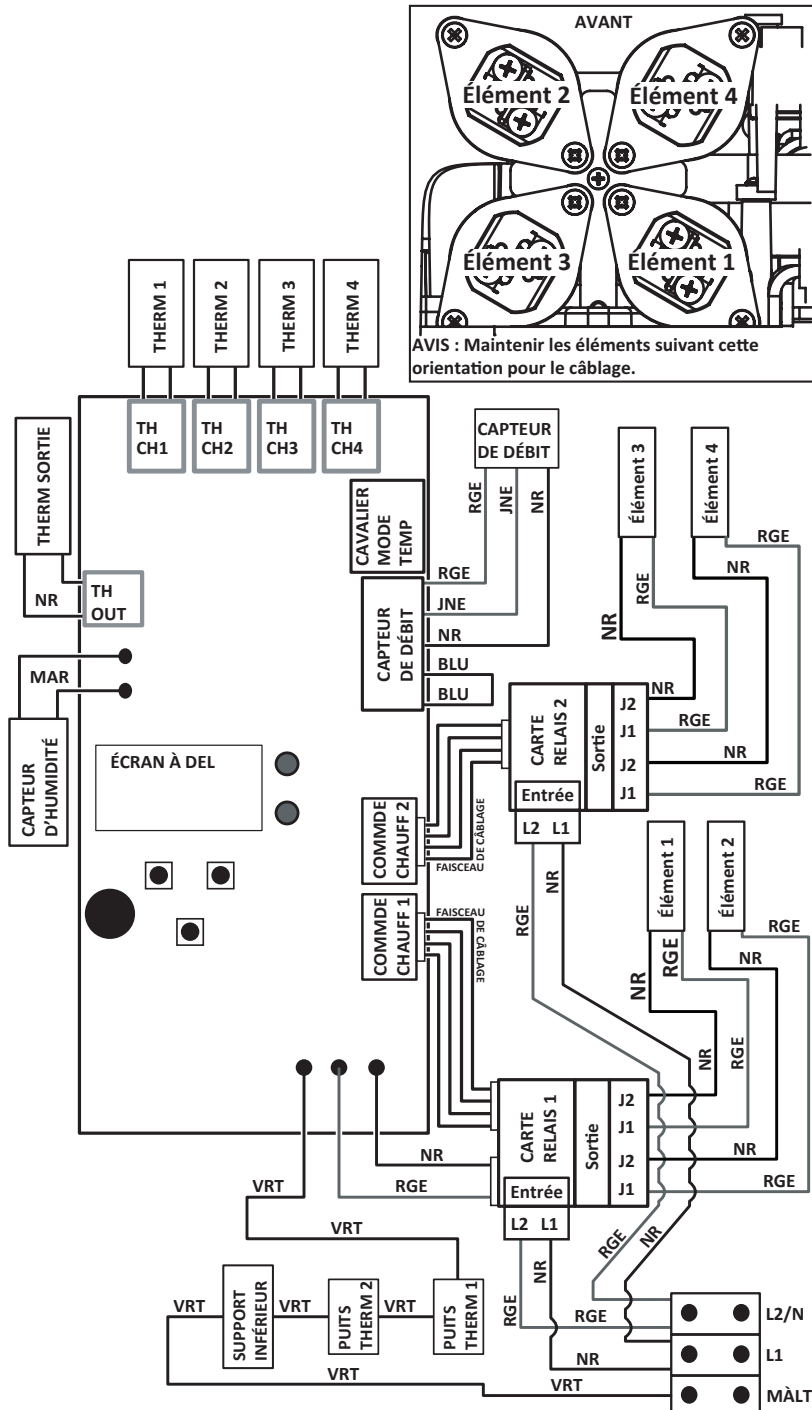 AVANT
Élément 2
Élément 4
Élément 3
Élément 1
AVIS : Maintenir les éléments suivant cette
orientation pour le câblage.
THERM 1
THERM 2
THERM 3
THERM 4
TH
CH1
TH
CH2
TH
CH3
TH
CH4
THERM SORTIE
NR
TH
OUT
MAR
CAPTEUR
D'HUMIDITÉ
CAVALIER
MODE
TEMP
CAPTEUR
DE DÉBIT
RGE
JNE
NR
RGE
JNE
NR
BLU
BLU
CAPTEUR
DE DÉBIT
Élément 3
Élément 4
RGE
NR
RGE
NR
NR
RGE
NR
RGE
CARTE
RELAIS 2
Sortie
J2
J1
J2
J1
Entrée
L2
L1
ÉCRAN À DEL
COMMDE
CHAUFF 2
FAISCEAU
DE CÂBLAGE
COMMDE
CHAUFF 1
FAISCEAU
DE CÂBLAGE
RGE
NR
Élément 1
Élément 2
RGE
NR
RGE
NR
NR
RGE
NR
RGE
CARTE
RELAIS 1
Sortie
J2
J1
J2
J1
Entrée
L2
L1
NR
RGE
VRT
VRT
RGE
NR
RGE
NR
RGE
NR
VRT
SUPPORT
INFÉRIEUR
VRT
PUITS
THERM 2
VRT
PUITS
THERM 1
VRT
L2/N
L1
MÀLT